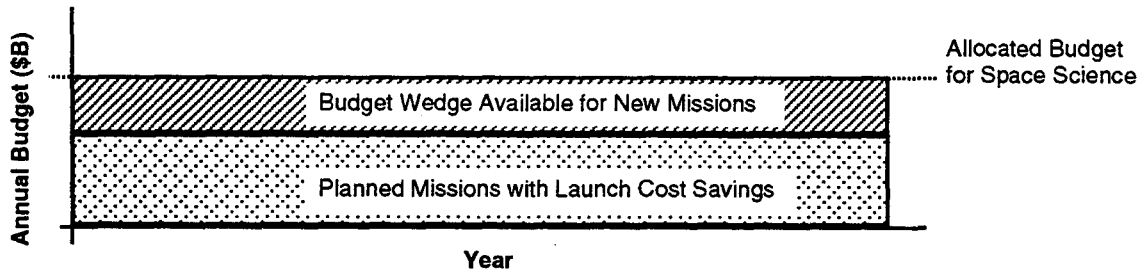 Annual Budget ($B)
Allocated Budget
for Space Science
Budget Wedge Available for New Missions
Planned Missions with Launch Cost Savings
Year